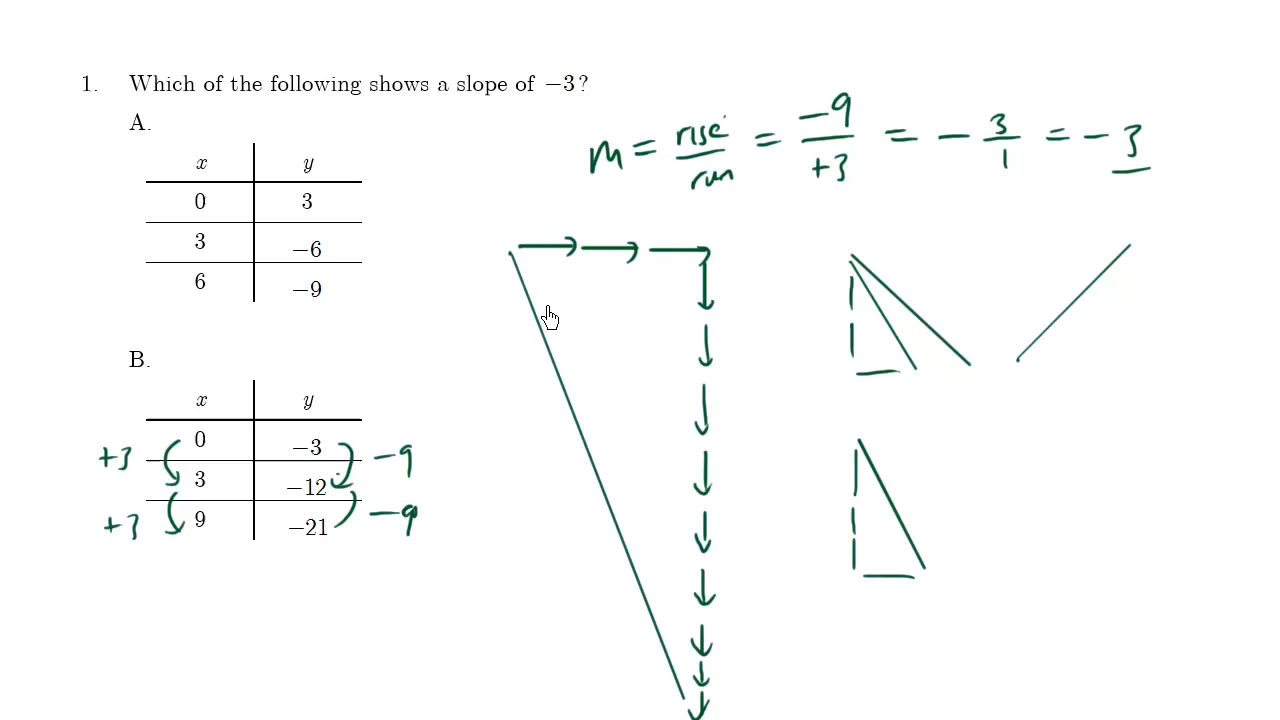 1. Which of the following shows a slope of −3?
A.
x y
0 3
3 −6
6 −9
B.
x y
0 −3
3 −12
9 −21
+3
+3
−9
−9
m = rise/run = −9/+3 = −3/1 = −3